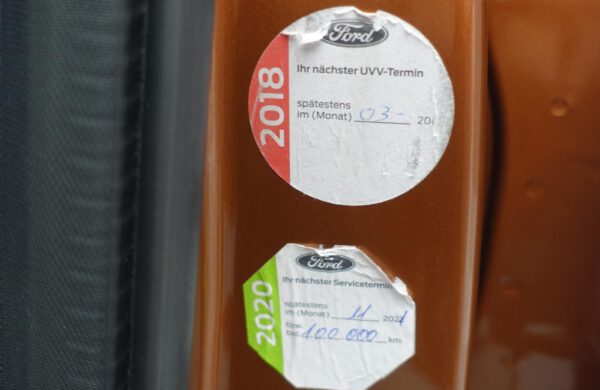 Ford
Ihr nächster UVV-Termin
2018
spätestens
im (Monat) 03- 201
Ford
Ihr nächster Servicetermin
2020
spätestens
im (Monat) 11 2021
bzw.
bei 100 000 km